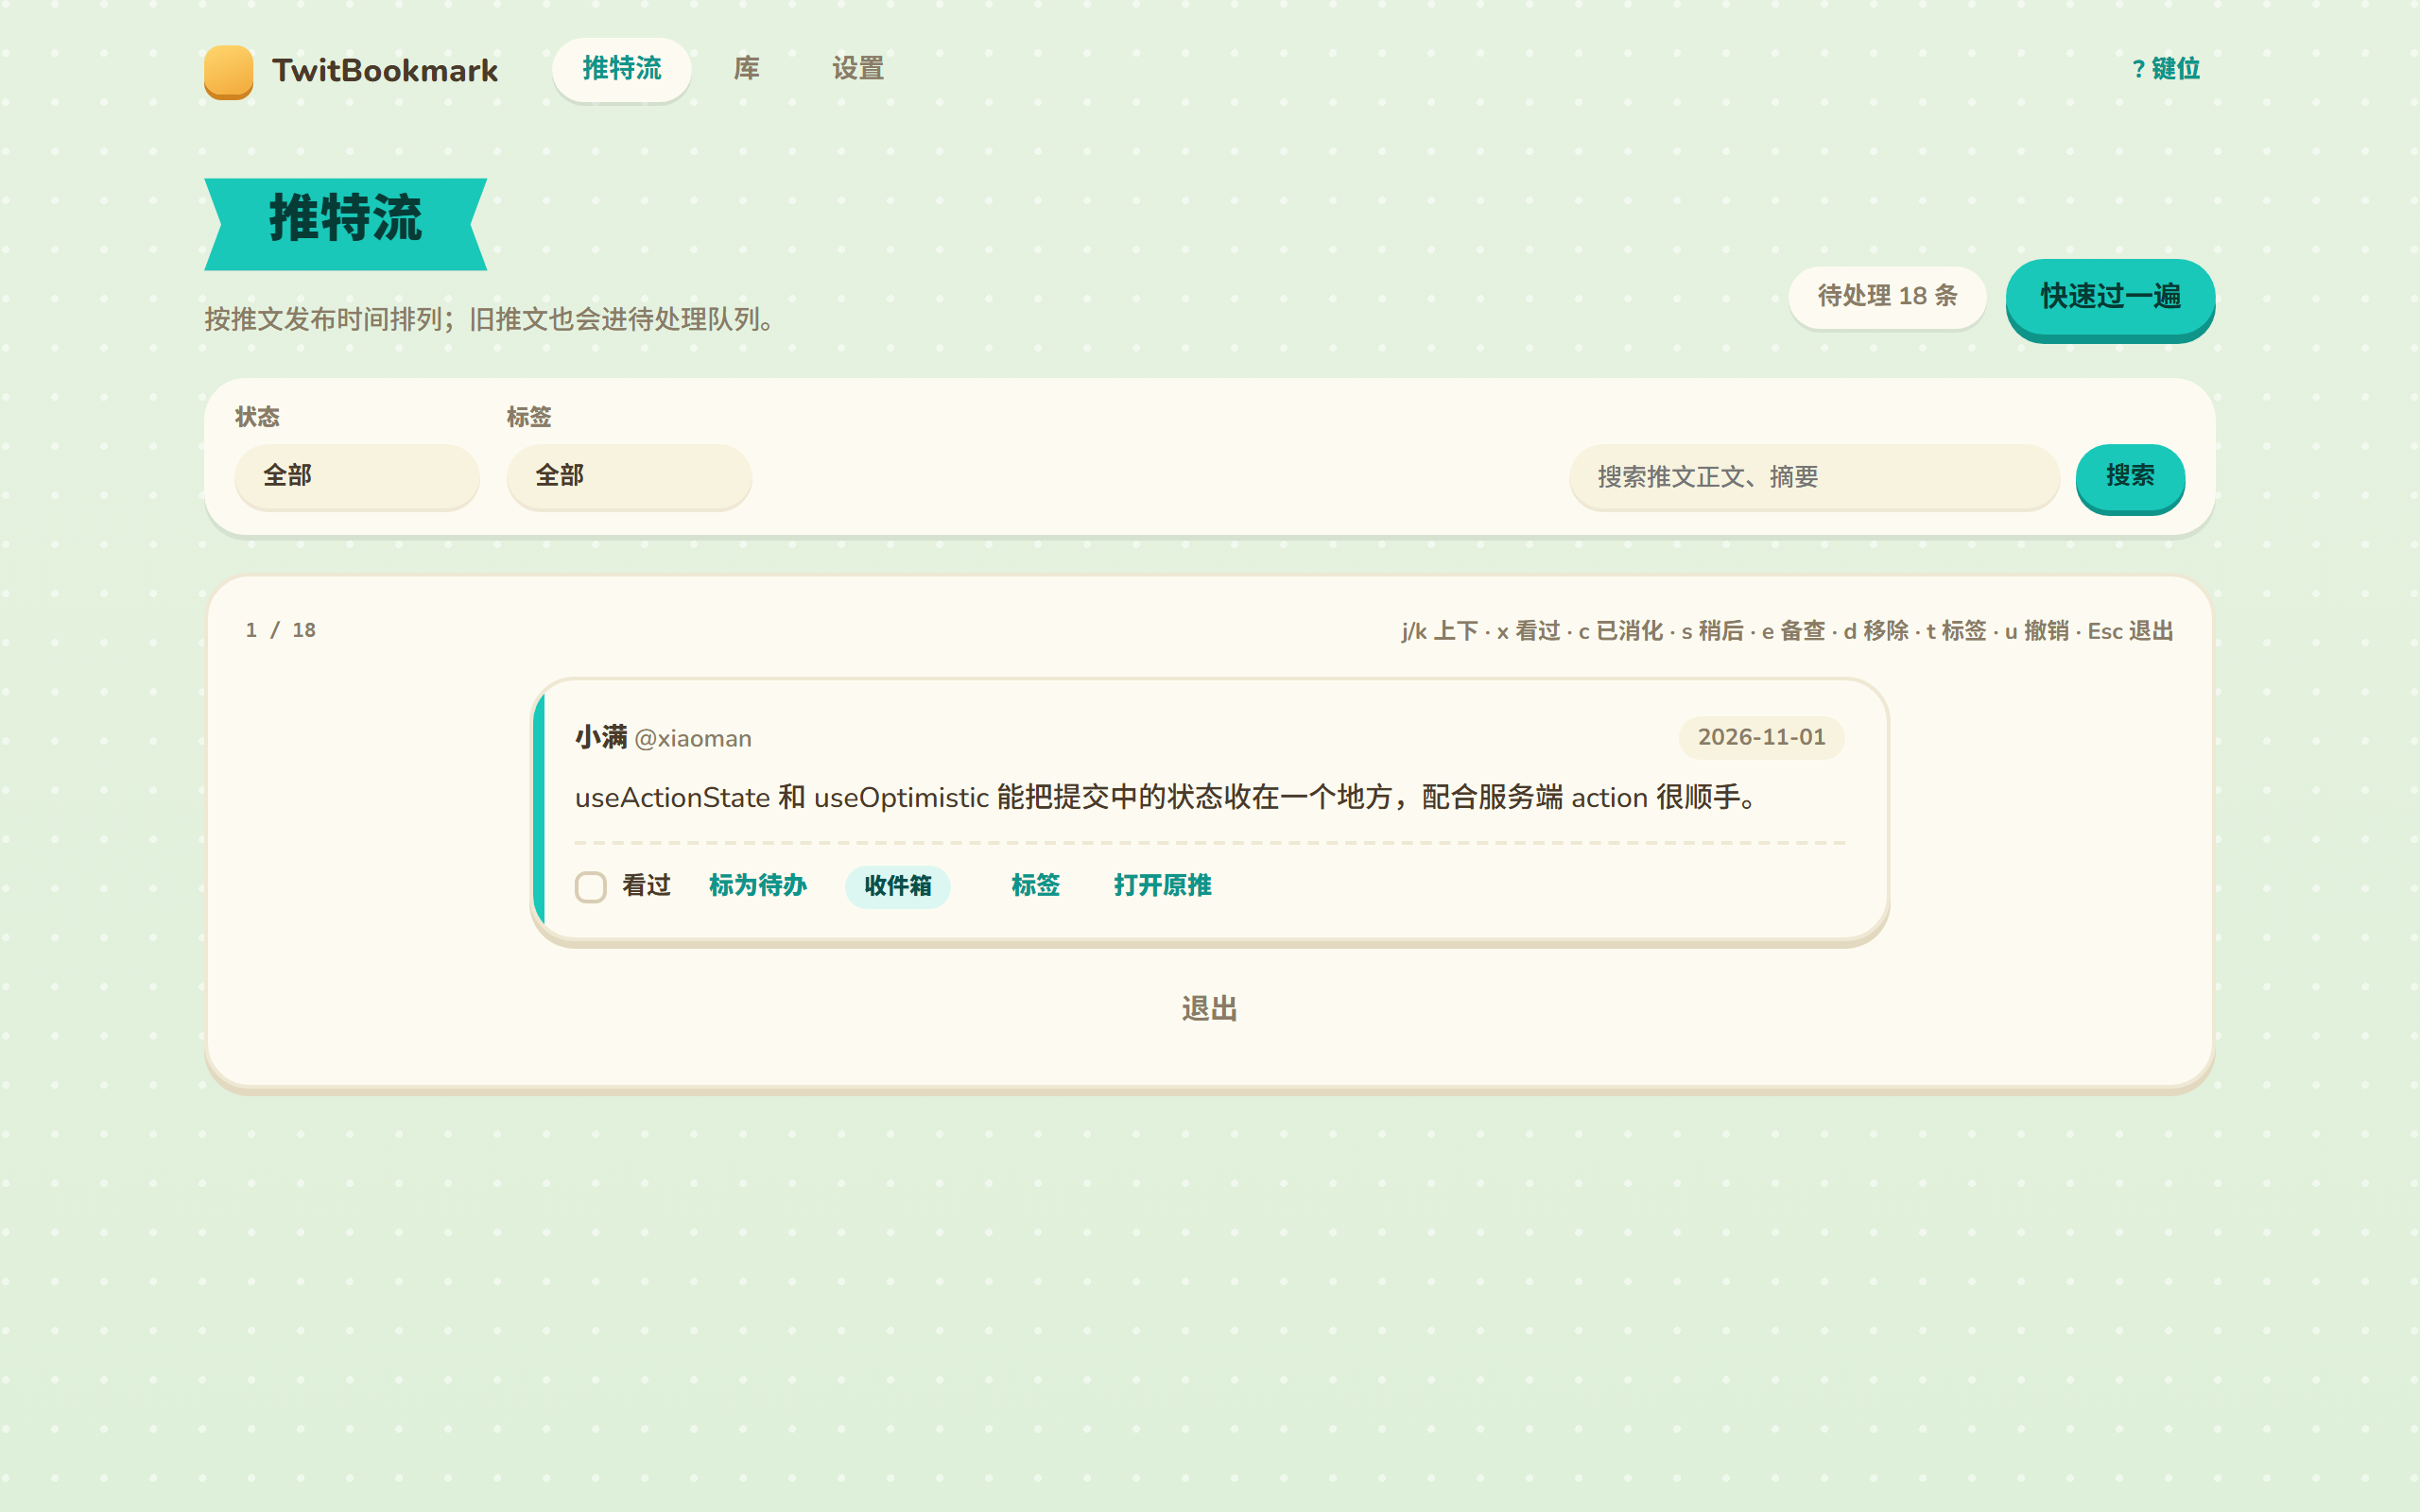 TwitBookmark 推特流 库 设置 ? 键位
推特流
按推文发布时间排列；旧推文也会进待处理队列。
待处理 18 条 快速过一遍
状态 标签
全部 全部 搜索推文正文、摘要 搜索
1 / 18 j/k 上下 · x 看过 · c 已消化 · s 稍后 · e 备查 · d 移除 · t 标签 · u 撤销 · Esc 退出
小满 @xiaoman 2026-11-01
useActionState 和 useOptimistic 能把提交中的状态收在一个地方，配合服务端 action 很顺手。
看过 标为待办 收件箱 标签 打开原推
退出